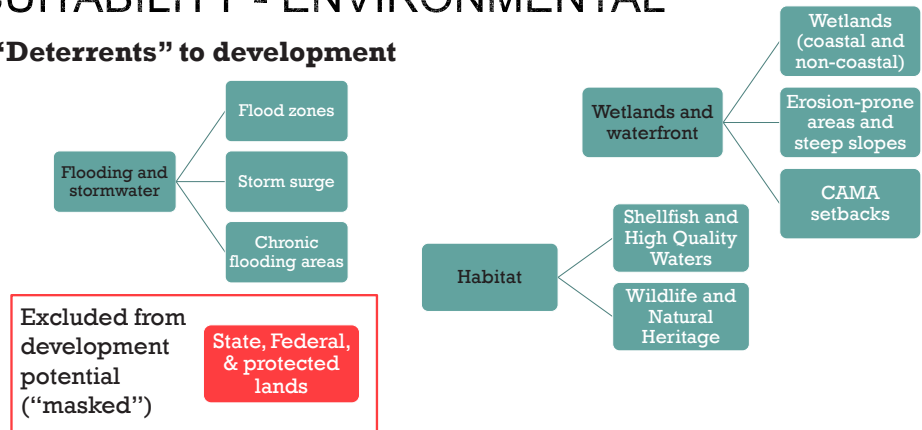 SUITABILITY - ENVIRONMENTAL
“Deterrents” to development
Flooding and
stormwater
Flood zones
Storm surge
Chronic
flooding areas
Wetlands and
waterfront
Wetlands
(coastal and
non-coastal)
Erosion-prone
areas and
steep slopes
CAMA
setbacks
Habitat
Shellfish and
High Quality
Waters
Wildlife and
Natural
Heritage
Excluded from
development
potential
(“masked”)
State, Federal,
& protected
lands